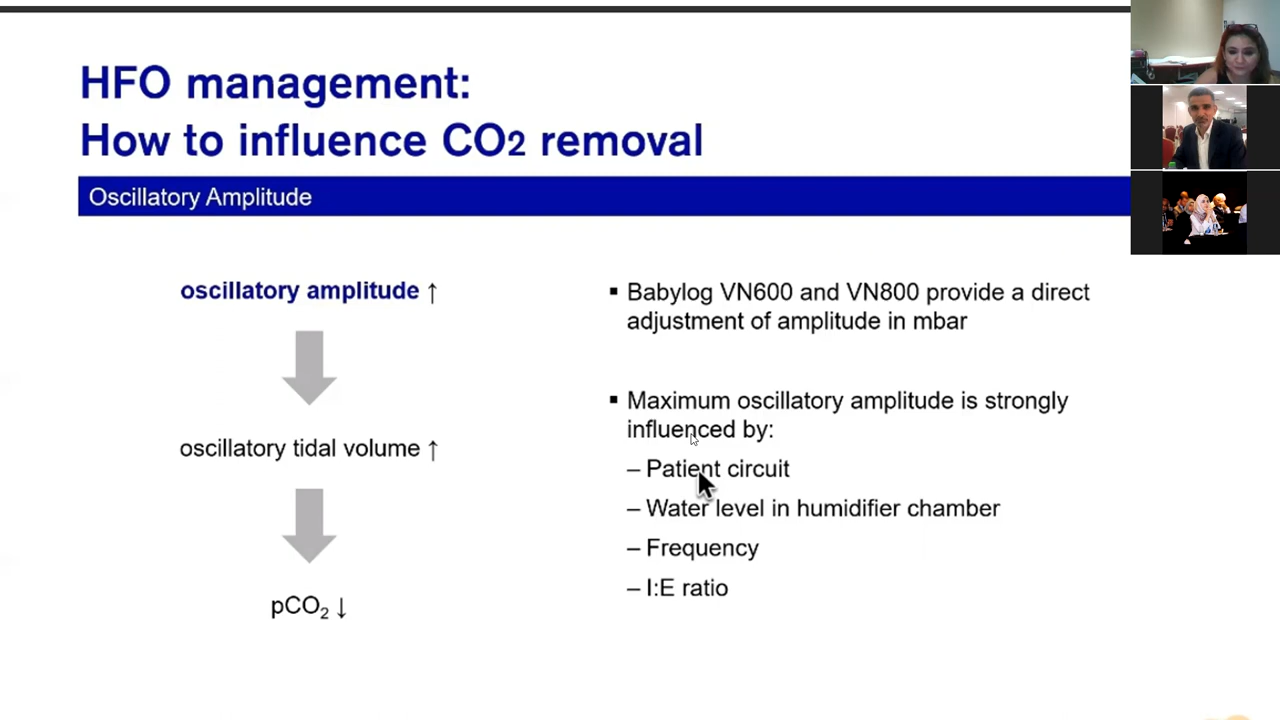 HFO management:
How to influence CO2 removal
Oscillatory Amplitude
oscillatory amplitude ↑
oscillatory tidal volume ↑
pCO₂ ↓
▪ Babylog VN600 and VN800 provide a direct
adjustment of amplitude in mbar
▪ Maximum oscillatory amplitude is strongly
influenced by:
– Patient circuit
– Water level in humidifier chamber
– Frequency
– I:E ratio